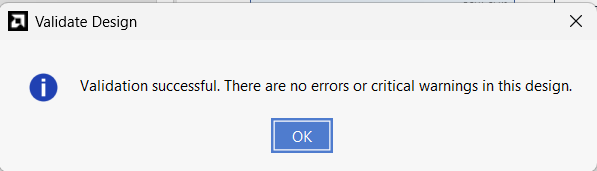 Validate Design
Validation successful. There are no errors or critical warnings in this design.
OK